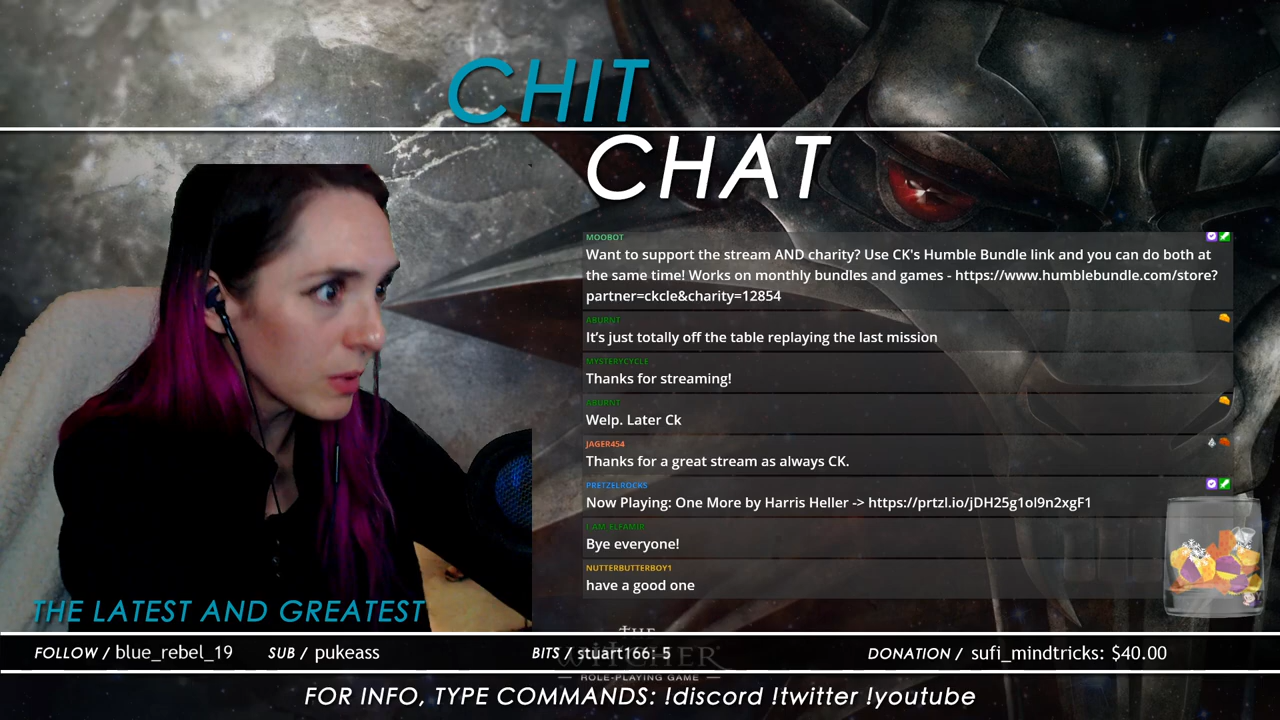 CHIT
CHAT
MOOBOT
Want to support the stream AND charity? Use CK's Humble Bundle link and you can do both at
the same time! Works on monthly bundles and games - https://www.humblebundle.com/store?
partner=ckcle&charity=12854
ABURNT
It's just totally off the table replaying the last mission
MYSTERYCYCLE
Thanks for streaming!
ABURNT
Welp. Later Ck
JAGER454
Thanks for a great stream as always CK.
PRETZELROCKS
Now Playing: One More by Harris Heller -> https://prtzl.io/jDH25g1ol9n2xgF1
I_AM_ELFAMIR
Bye everyone!
NUTTERBUTTERBOY1
have a good one
THE LATEST AND GREATEST
THE
WITCHER
ROLE-PLAYING GAME
FOLLOW / blue_rebel_19 SUB / pukeass BITS / stuart166: 5 DONATION / sufi_mindtricks: $40.00
FOR INFO, TYPE COMMANDS: !discord !twitter !youtube